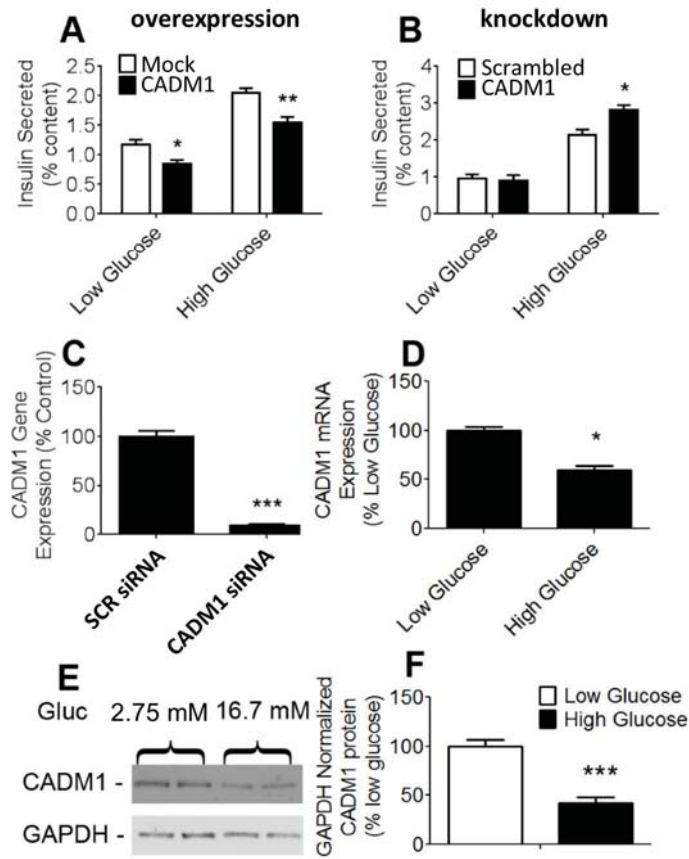 overexpression
knockdown
A
Mock
CADM1
Insulin Secreted
(% content)
2.5
2.0
1.5
1.0
0.5
0.0
*
**
Low Glucose
High Glucose
B
Scrambled
CADM1
Insulin Secreted
(% content)
4
3
2
1
0
*
Low Glucose
High Glucose
C
CADM1 Gene
Expression (% Control)
150
100
50
0
***
SCR siRNA
CADM1 siRNA
D
CADM1 mRNA
Expression
(% Low Glucose)
150
100
50
0
*
Low Glucose
High Glucose
E
Gluc 2.75 mM 16.7 mM
CADM1 -
GAPDH -
F
GAPDH Normalized
CADM1 protein
(% low glucose)
150
100
50
0
Low Glucose
High Glucose
***